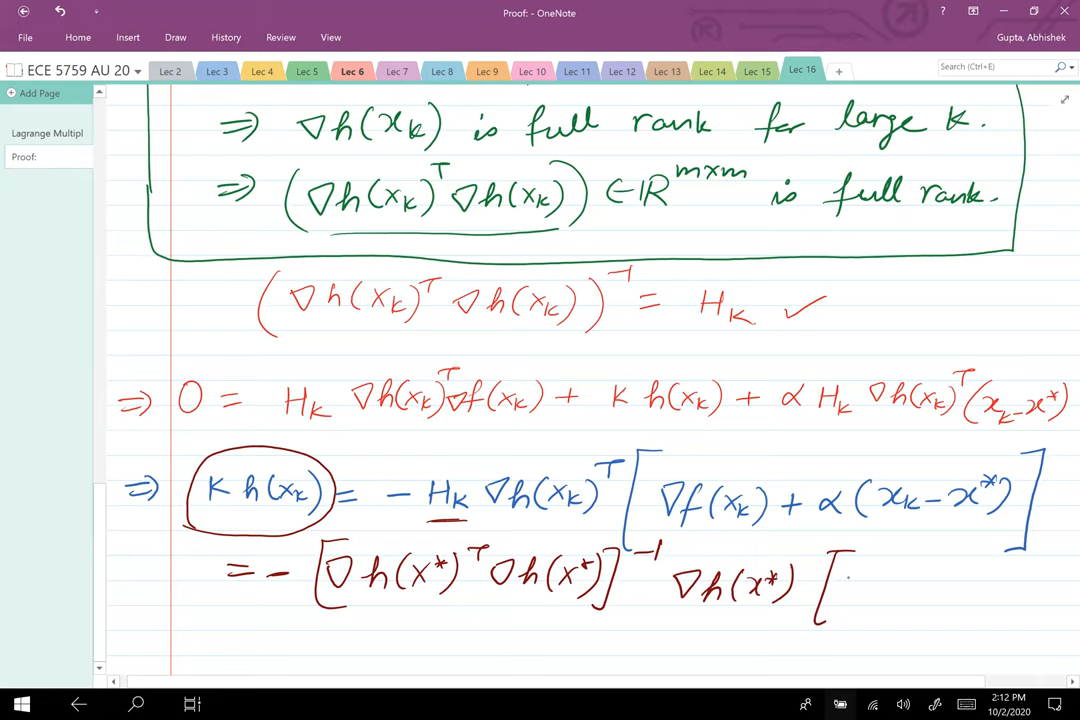 Proof: - OneNote
Gupta, Abhishek
File Home Insert Draw History Review View
ECE 5759 AU 20
Lec 2 Lec 3 Lec 4 Lec 5 Lec 6 Lec 7 Lec 8 Lec 9 Lec 10 Lec 11 Lec 12 Lec 13 Lec 14 Lec 15 Lec 16 +
Search (Ctrl+E)
Add Page
Lagrange Multipl
Proof:
⇒ ∇h(x_k) is full rank for large k.
⇒ (∇h(x_k)^T ∇h(x_k)) ∈ ℝ^{m×m} is full rank.
(∇h(x_k)^T ∇h(x_k))^{-1} = H_k ✓
⇒ 0 = H_k ∇h(x_k)^T ∇f(x_k) + k h(x_k) + α H_k ∇h(x_k)^T (x_k - x*)
⇒ k h(x_k) = - H_k ∇h(x_k)^T [∇f(x_k) + α (x_k - x*)]
= - [∇h(x*)^T ∇h(x*)]^{-1} ∇h(x*) [
2:12 PM
10/2/2020